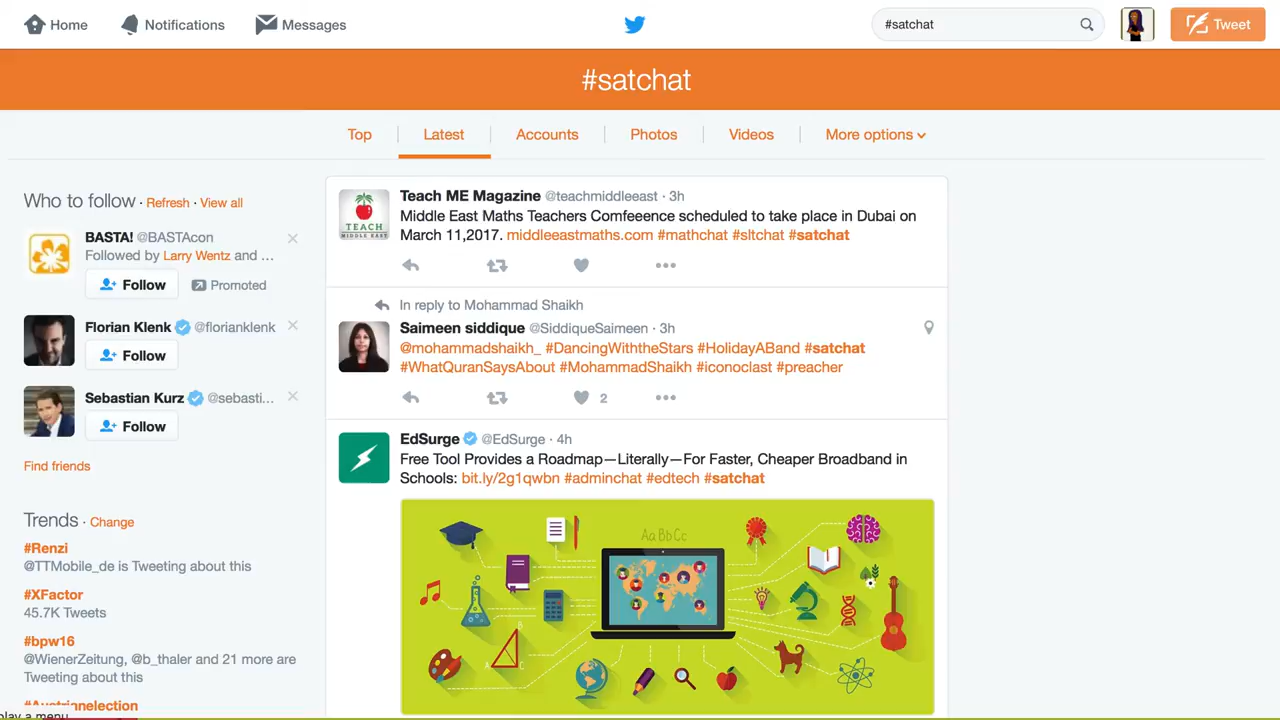 Home
Notifications
Messages
#satchat
Tweet
#satchat
Top
Latest
Accounts
Photos
Videos
More options
Who to follow · Refresh · View all
BASTA! @BASTAcon
Followed by Larry Wentz and ...
Follow
Promoted
Florian Klenk @florianklenk
Follow
Sebastian Kurz @sebasti...
Follow
Find friends
Trends · Change
#Renzi
@TTMobile_de is Tweeting about this
#XFactor
45.7K Tweets
#bpw16
@WienerZeitung, @b_thaler and 21 more are
Tweeting about this
play a menu
TEACH
MIDDLE EAST
Teach ME Magazine @teachmiddleeast · 3h
Middle East Maths Teachers Comfeeence scheduled to take place in Dubai on
March 11,2017. middleeastmaths.com #mathchat #sltchat #satchat
In reply to Mohammad Shaikh
Saimeen siddique @SiddiqueSaimeen · 3h
@mohammadshaikh_ #DancingWiththeStars #HolidayABand #satchat
#WhatQuranSaysAbout #MohammadShaikh #iconoclast #preacher
2
EdSurge @EdSurge · 4h
Free Tool Provides a Roadmap—Literally—For Faster, Cheaper Broadband in
Schools: bit.ly/2g1qwbn #adminchat #edtech #satchat
Aa Bb Cc
B
A
C